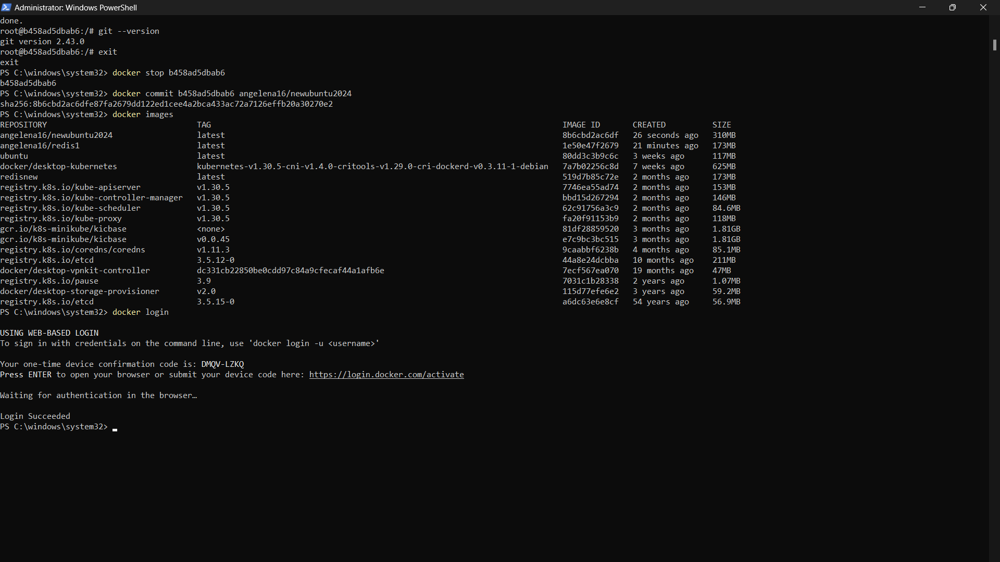 Administrator: Windows PowerShell
done.
root@b458ad5dbab6:/# git --version
git version 2.43.0
root@b458ad5dbab6:/# exit
exit
PS C:\windows\system32> docker stop b458ad5dbab6
b458ad5dbab6
PS C:\windows\system32> docker commit b458ad5dbab6 angelena16/newubuntu2024
sha256:8b6cbd2ac6dfe87fa2679dd122ed1cee4a2bca433ac72a7126effb20a30270e2
PS C:\windows\system32> docker images
REPOSITORY TAG IMAGE ID CREATED SIZE
angelena16/newubuntu2024 latest 8b6cbd2ac6df 26 seconds ago 310MB
angelena16/redis1 latest 1e50e47f2679 21 minutes ago 173MB
ubuntu latest 80dd3c3b9c6c 3 weeks ago 117MB
docker/desktop-kubernetes kubernetes-v1.30.5-cni-v1.4.0-critools-v1.29.0-cri-dockerd-v0.3.11-1-debian 7a7b02256c8d 7 weeks ago 625MB
redisnew latest 519d7b85c72e 2 months ago 173MB
registry.k8s.io/kube-apiserver v1.30.5 7746ea55ad74 2 months ago 153MB
registry.k8s.io/kube-controller-manager v1.30.5 bbd15d267294 2 months ago 146MB
registry.k8s.io/kube-scheduler v1.30.5 62c91756a3c9 2 months ago 84.6MB
registry.k8s.io/kube-proxy v1.30.5 fa20f91153b9 2 months ago 118MB
gcr.io/k8s-minikube/kicbase <none> 81df28859520 3 months ago 1.81GB
gcr.io/k8s-minikube/kicbase v0.0.45 e7c9bc3bc515 3 months ago 1.81GB
registry.k8s.io/coredns/coredns v1.11.3 9caabbf6238b 4 months ago 85.1MB
registry.k8s.io/etcd 3.5.12-0 44a8e24dcbba 10 months ago 211MB
docker/desktop-vpnkit-controller dc331cb22850be0cdd97c84a9cfecaf44a1afb6e 7ecf567ea070 19 months ago 47MB
registry.k8s.io/pause 3.9 7031c1b28338 2 years ago 1.07MB
docker/desktop-storage-provisioner v2.0 115d77efe6e2 3 years ago 59.2MB
registry.k8s.io/etcd 3.5.15-0 a6dc63e6e8cf 54 years ago 56.9MB
PS C:\windows\system32> docker login
USING WEB-BASED LOGIN
To sign in with credentials on the command line, use 'docker login -u <username>'
Your one-time device confirmation code is: DMQV-LZKQ
Press ENTER to open your browser or submit your device code here: https://login.docker.com/activate
Waiting for authentication in the browser…
Login Succeeded
PS C:\windows\system32>